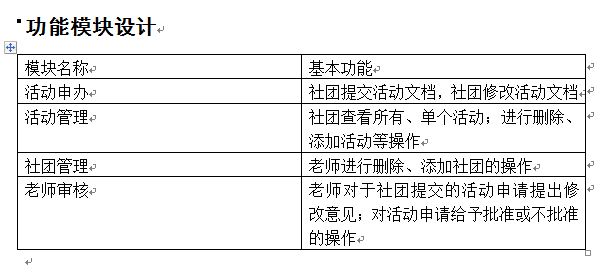 功能模块设计
模块名称
基本功能
活动申办
社团提交活动文档，社团修改活动文档
活动管理
社团查看所有、单个活动；进行删除、
添加活动等操作
社团管理
老师进行删除、添加社团的操作
老师审核
老师对于社团提交的活动申请提出修
改意见；对活动申请给予批准或不批准
的操作